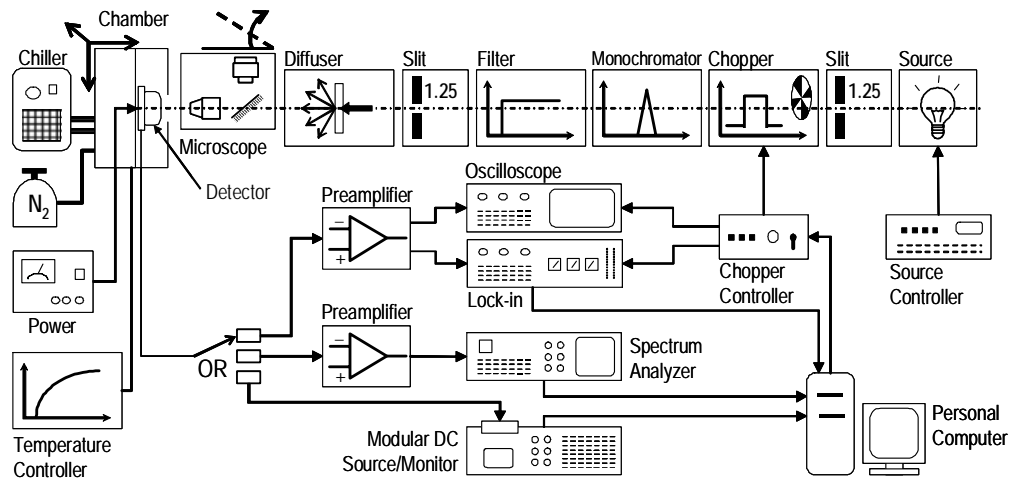 Chamber
Chiller
Diffuser
Slit
Filter
Monochromator
Chopper
Slit
Source
1.25
1.25
Microscope
Detector
N2
Preamplifier
Oscilloscope
Power
Lock-in
Chopper
Controller
Source
Controller
Preamplifier
OR
Spectrum
Analyzer
Temperature
Controller
Modular DC
Source/Monitor
Personal
Computer